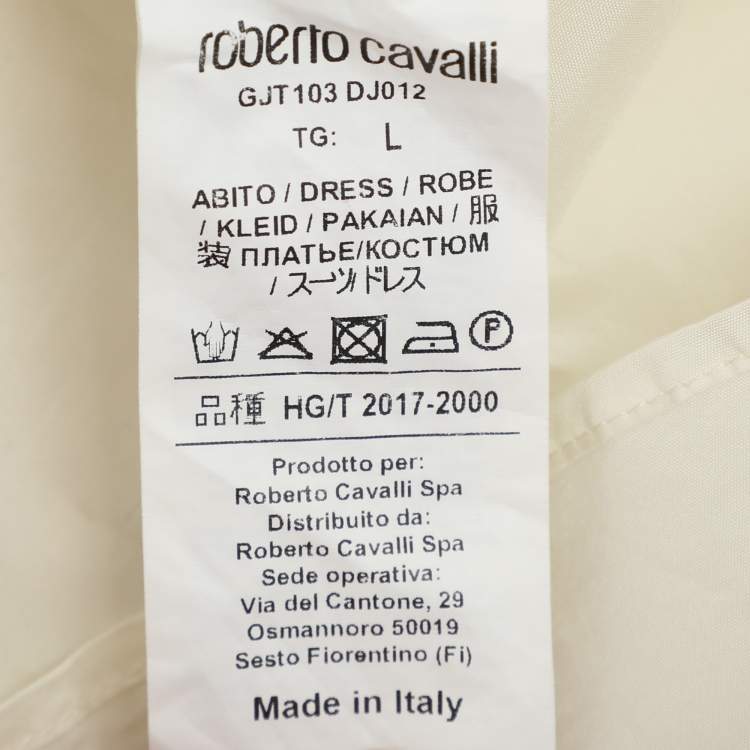 roberto cavalli
GJT103 DJ012
TG: L
ABITO / DRESS / ROBE
/ KLEID / PAKAIAN / 服
装 ПЛАТЬЕ/КОСТЮМ
/ スーツ/ドレス
P
品種 HG/T 2017-2000
Prodotto per:
Roberto Cavalli Spa
Distribuito da:
Roberto Cavalli Spa
Sede operativa:
Via del Cantone, 29
Osmannoro 50019
Sesto Fiorentino (Fi)
Made in Italy